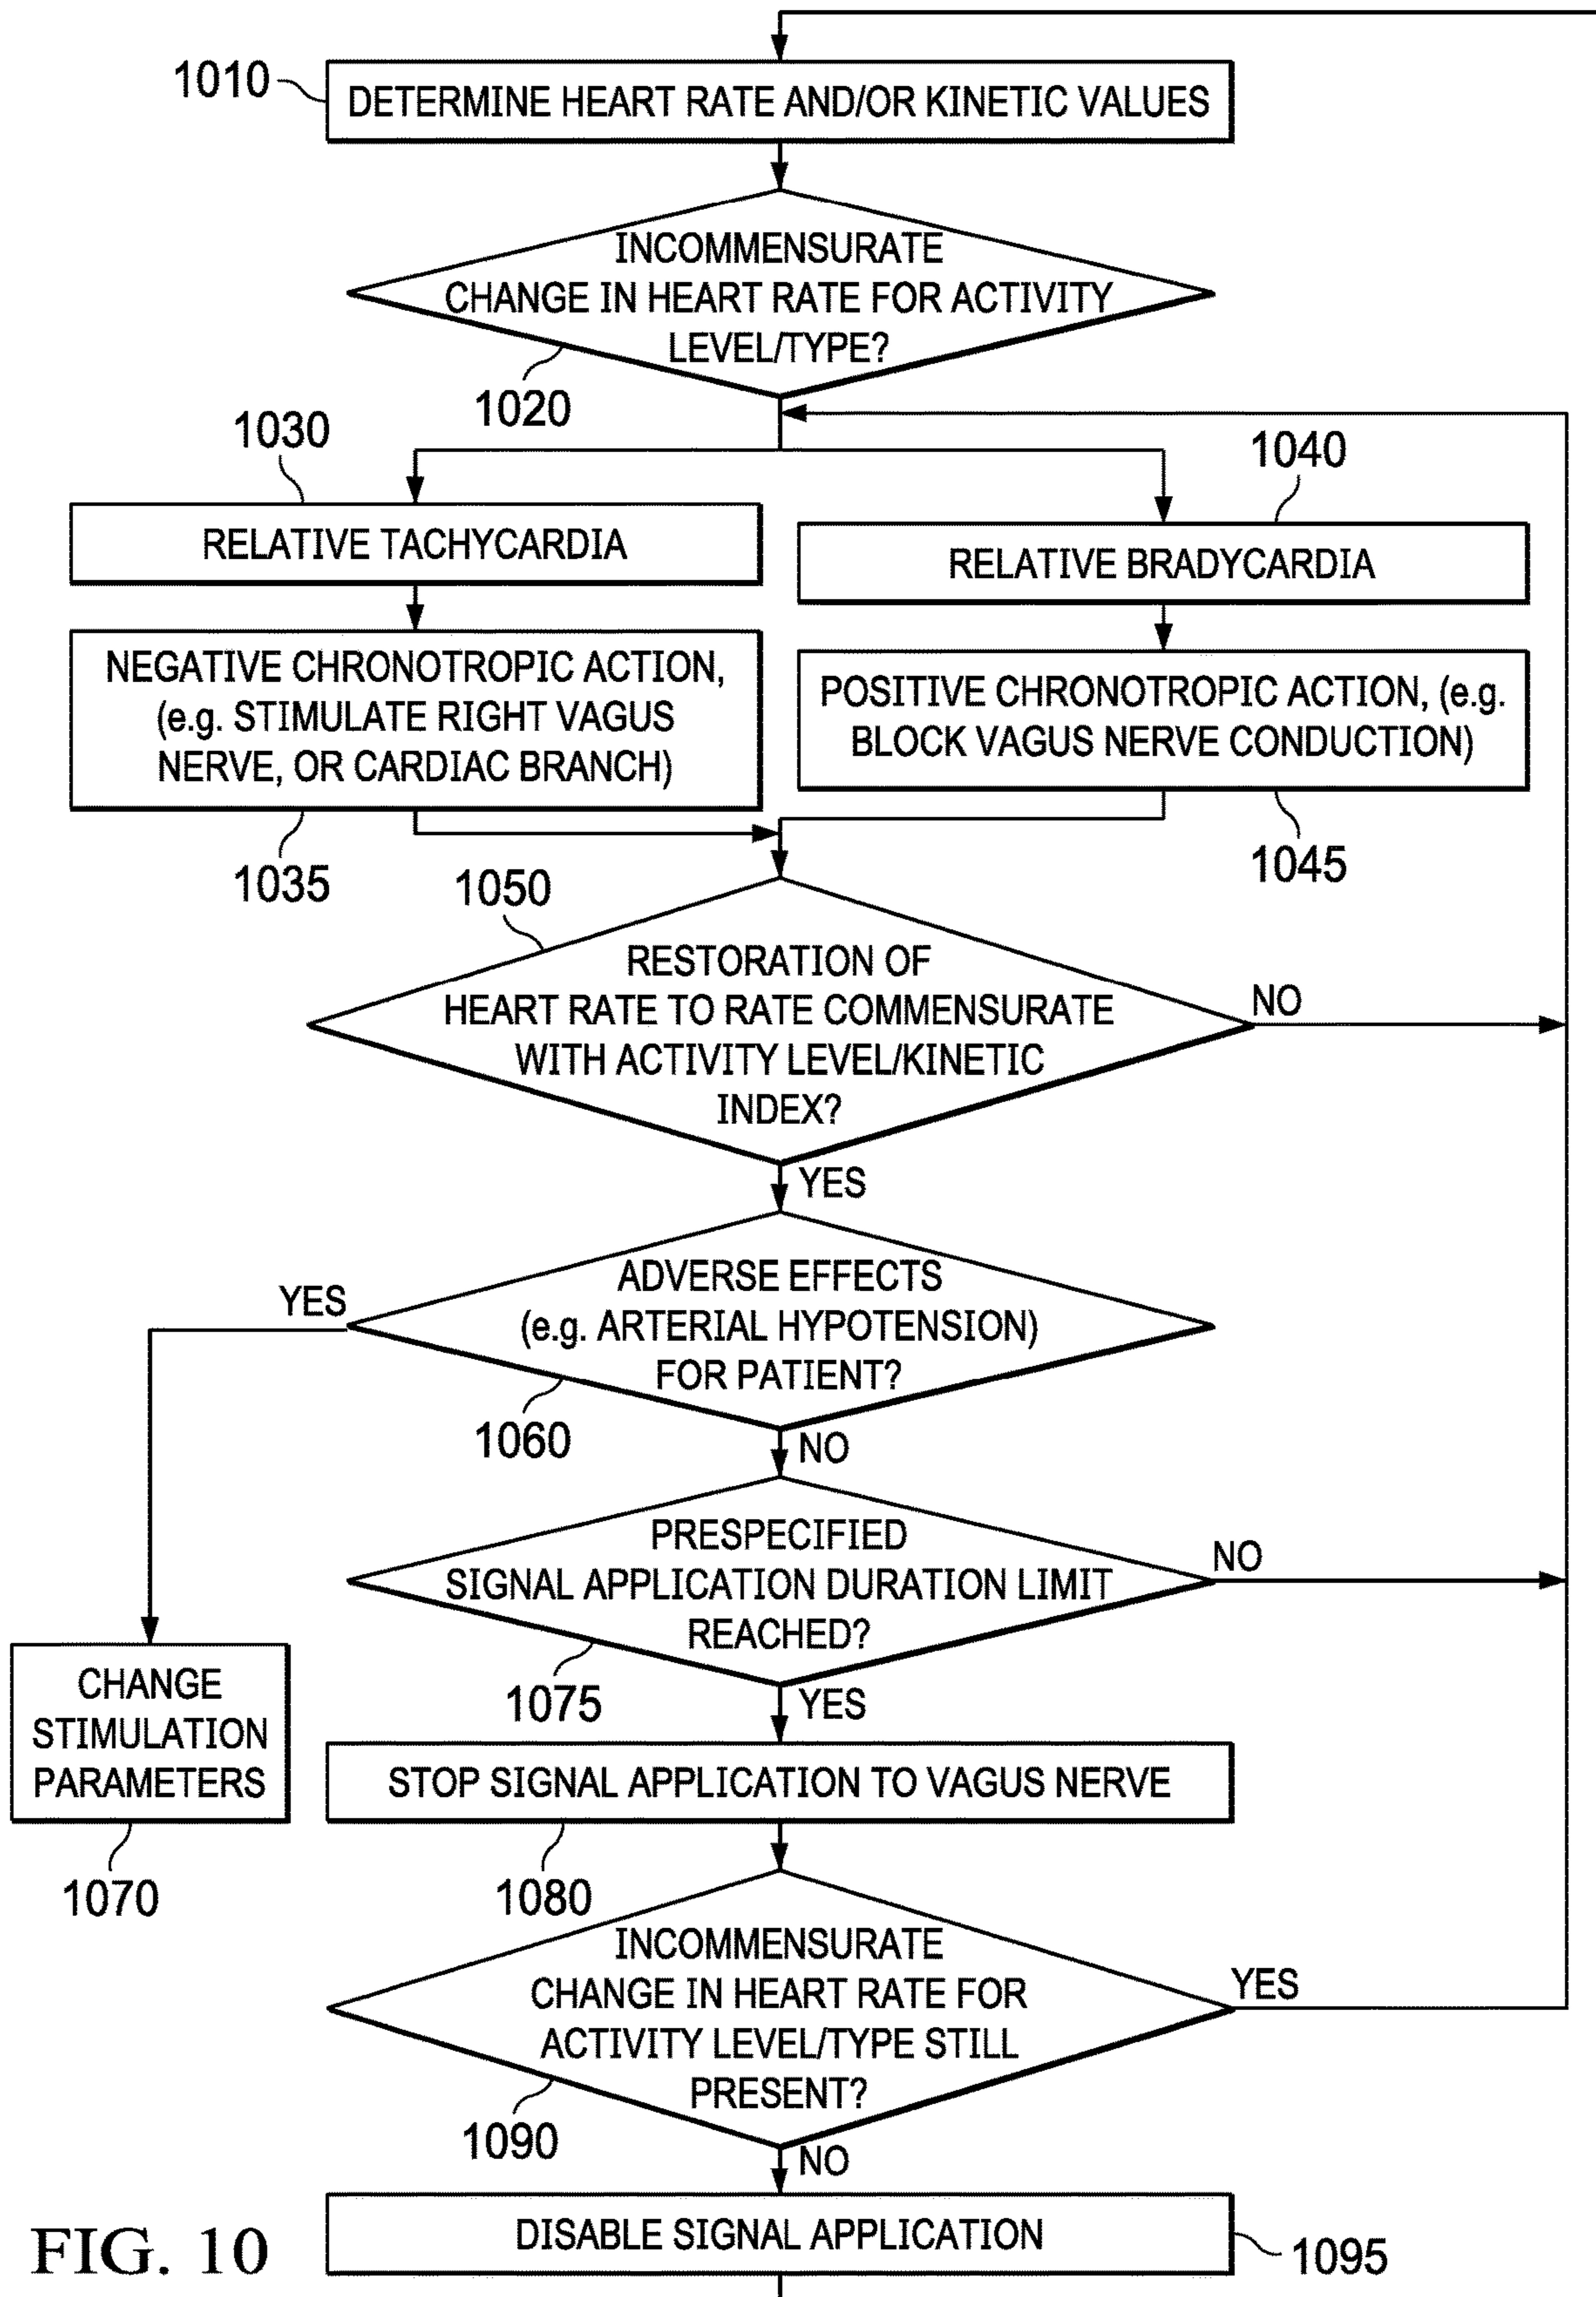 1010
DETERMINE HEART RATE AND/OR KINETIC VALUES
INCOMMENSURATE
CHANGE IN HEART RATE FOR ACTIVITY
LEVEL/TYPE?
1020
1030
RELATIVE TACHYCARDIA
1040
RELATIVE BRADYCARDIA
NEGATIVE CHRONOTROPIC ACTION,
(e.g. STIMULATE RIGHT VAGUS
NERVE, OR CARDIAC BRANCH)
1035
POSITIVE CHRONOTROPIC ACTION, (e.g.
BLOCK VAGUS NERVE CONDUCTION)
1045
1050
RESTORATION OF
HEART RATE TO RATE COMMENSURATE
WITH ACTIVITY LEVEL/KINETIC
INDEX?
NO
YES
ADVERSE EFFECTS
(e.g. ARTERIAL HYPOTENSION)
FOR PATIENT?
YES
1060
NO
PRESPECIFIED
SIGNAL APPLICATION DURATION LIMIT
REACHED?
NO
1075
YES
CHANGE
STIMULATION
PARAMETERS
1070
STOP SIGNAL APPLICATION TO VAGUS NERVE
1080
INCOMMENSURATE
CHANGE IN HEART RATE FOR
ACTIVITY LEVEL/TYPE STILL
PRESENT?
YES
1090
NO
DISABLE SIGNAL APPLICATION
1095
FIG. 10